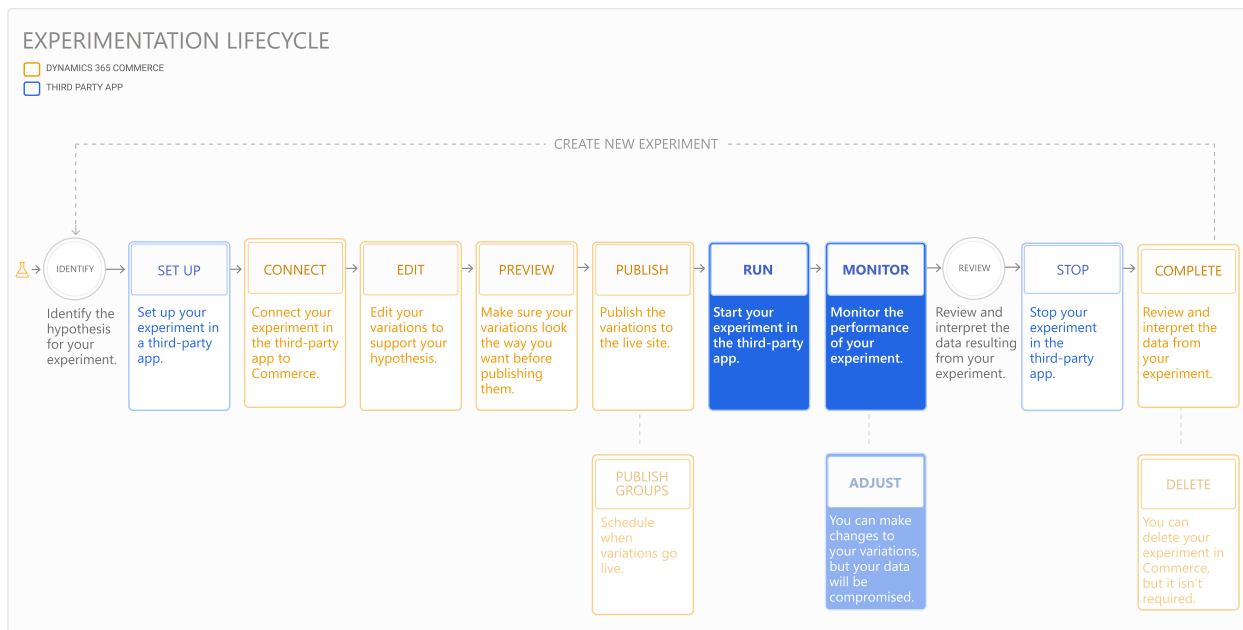 EXPERIMENTATION LIFECYCLE
DYNAMICS 365 COMMERCE
THIRD PARTY APP
CREATE NEW EXPERIMENT
IDENTIFY
Identify the
hypothesis
for your
experiment.
SET UP
Set up your
experiment in
a third-party
app.
CONNECT
Connect your
experiment in
the third-party
app to
Commerce.
EDIT
Edit your
variations to
support your
hypothesis.
PREVIEW
Make sure your
variations look
the way you
want before
publishing
them.
PUBLISH
Publish the
variations to
the live site.
RUN
Start your
experiment in
the third-party
app.
MONITOR
Monitor the
performance
of your
experiment.
REVIEW
Review and
interpret the
data resulting
from your
experiment.
STOP
Stop your
experiment
in the
third-party
app.
COMPLETE
Review and
interpret the
data from
your
experiment.
PUBLISH
GROUPS
Schedule
when
variations go
live.
ADJUST
You can make
changes to
your variations,
but your data
will be
compromised.
DELETE
You can
delete your
experiment in
Commerce,
but it isn't
required.